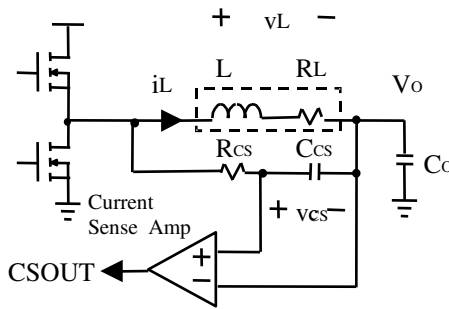 + vL −
iL L RL VO
RCS CCS CO
+ vcs −
Current
Sense Amp
CSOUT + −